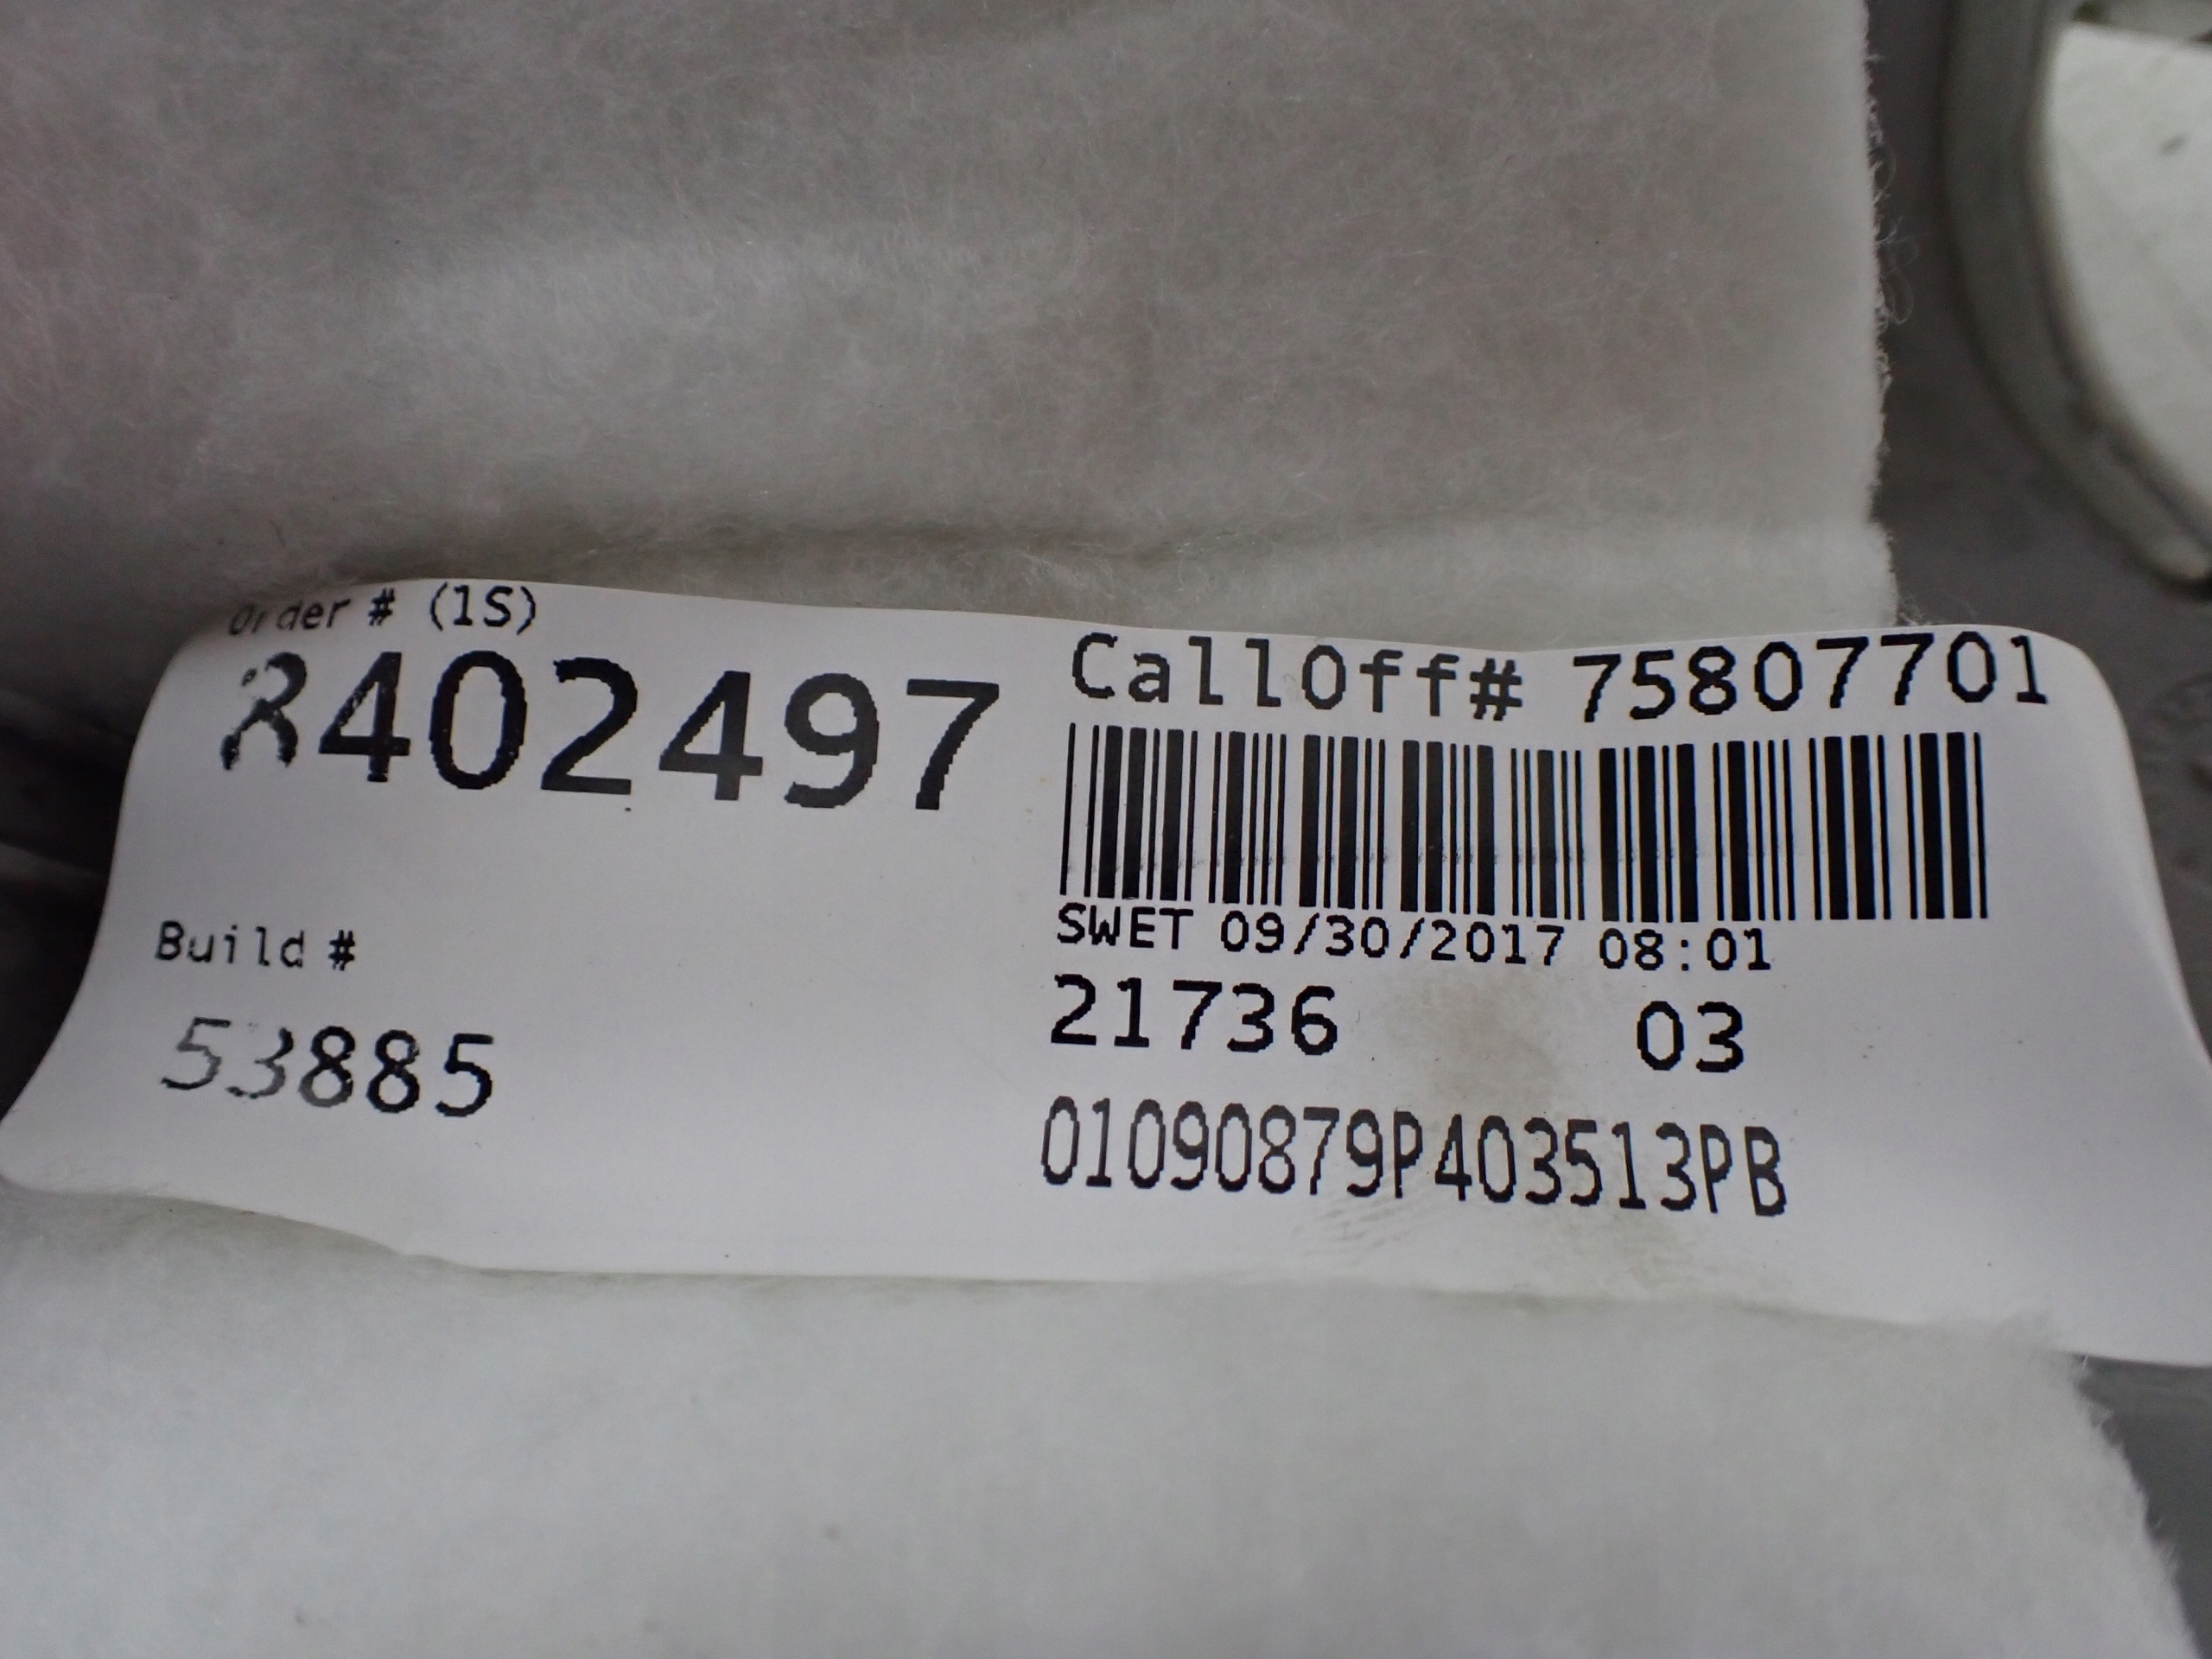 Order # (1S)
8402497
Build #
53885
CallOff# 75807701
SWET 09/30/2017 08:01
21736 03
01090879P403513PB